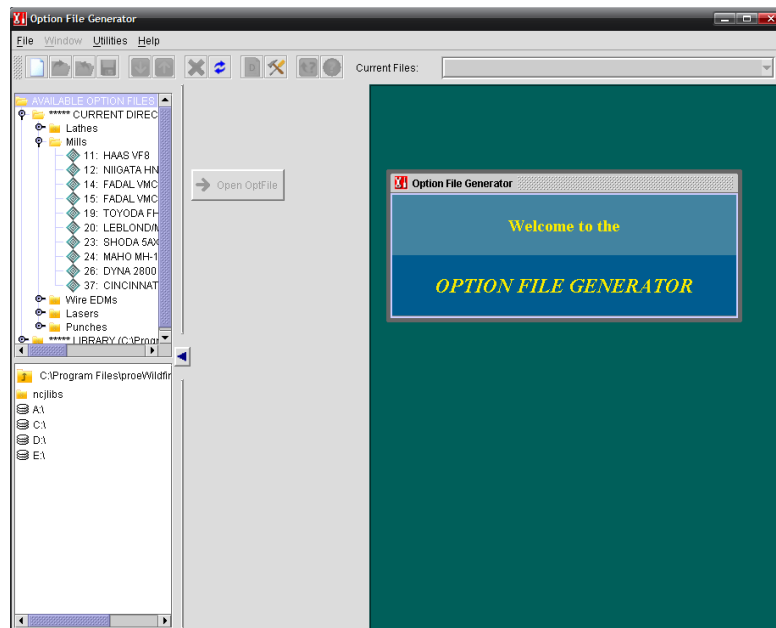 Option File Generator
File Window Utilities Help
Current Files:
AVAILABLE OPTION FILES
***** CURRENT DIREC
Lathes
Mills
11: HAAS VF8
12: NIIGATA HN
14: FADAL VMC
15: FADAL VMC
19: TOYODA FH
20: LEBLOND/M
23: SHODA 5AX
24: MAHO MH-1
26: DYNA 2800
37: CINCINNAT
Wire EDMs
Lasers
Punches
***** LIBRARY (C:\Progr
C:\Program Files\proeWildfir
ncjlibs
A:\
C:\
D:\
E:\
Open OptFile
Option File Generator
Welcome to the
OPTION FILE GENERATOR